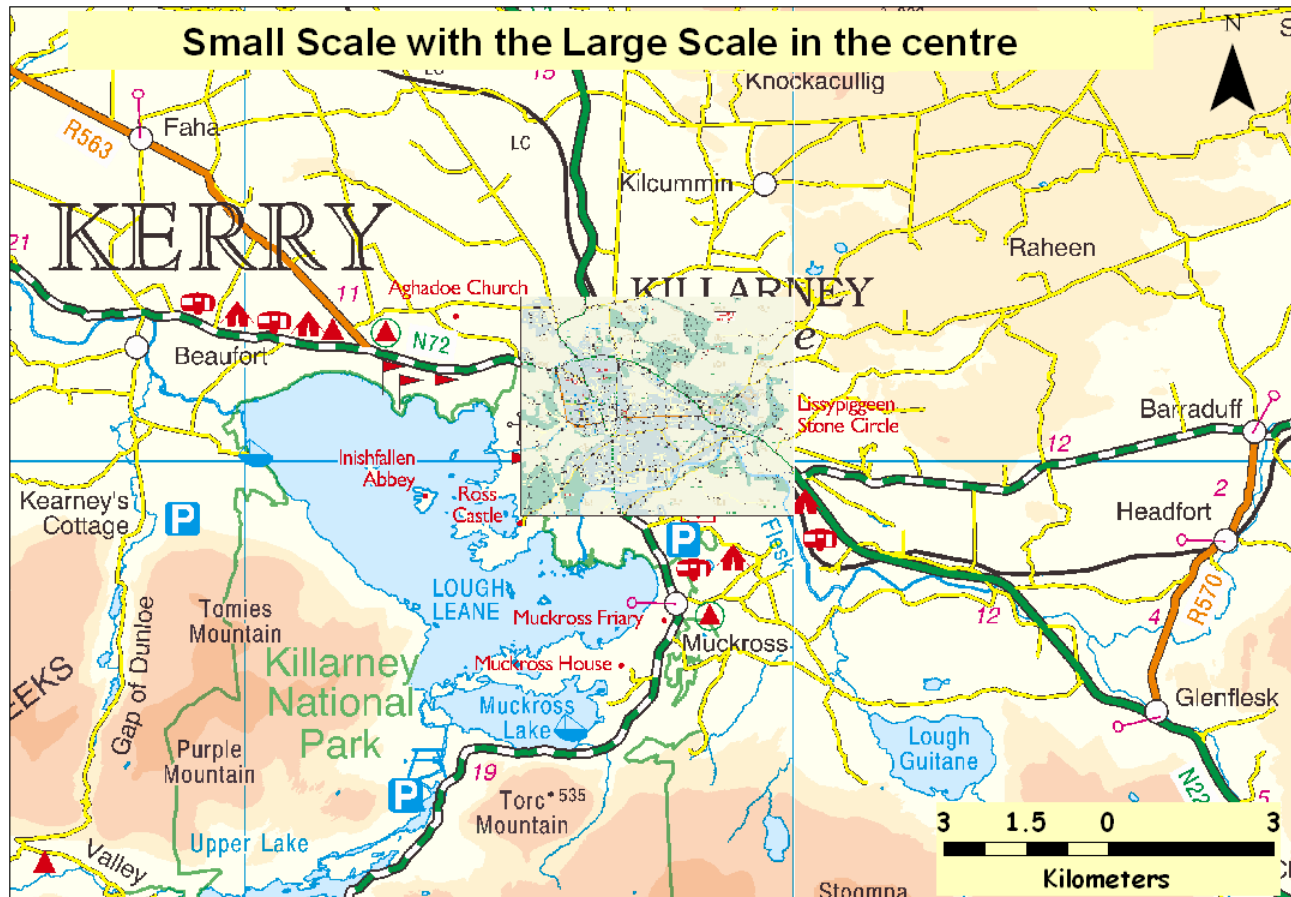 Small Scale with the Large Scale in the centre
N
S
15
LC
Knockacullig
Faha
R563
LC
Kilcummin
KERRY
21
Raheen
11
Aghadoe Church
KILLARNEY
Beaufort
N72
e
Lissypiggeen
Stone Circle
Barraduff
12
Inishfallen
Abbey
Ross
Castle
Kearney's
Cottage
P
2
Headfort
P
Flesk
Gap of Dunloe
Tomies
Mountain
LOUGH
LEANE
Muckross Friary
Muckross
12
4
R570
Killarney
National
Park
Muckross House
EEKS
Muckross
Lake
Glenflesk
Purple
Mountain
Lough
Guitane
19
P
Torc 535
Mountain
N22
5
Upper Lake
Valley
3 1.5 0 3
Kilometers
Stoompa